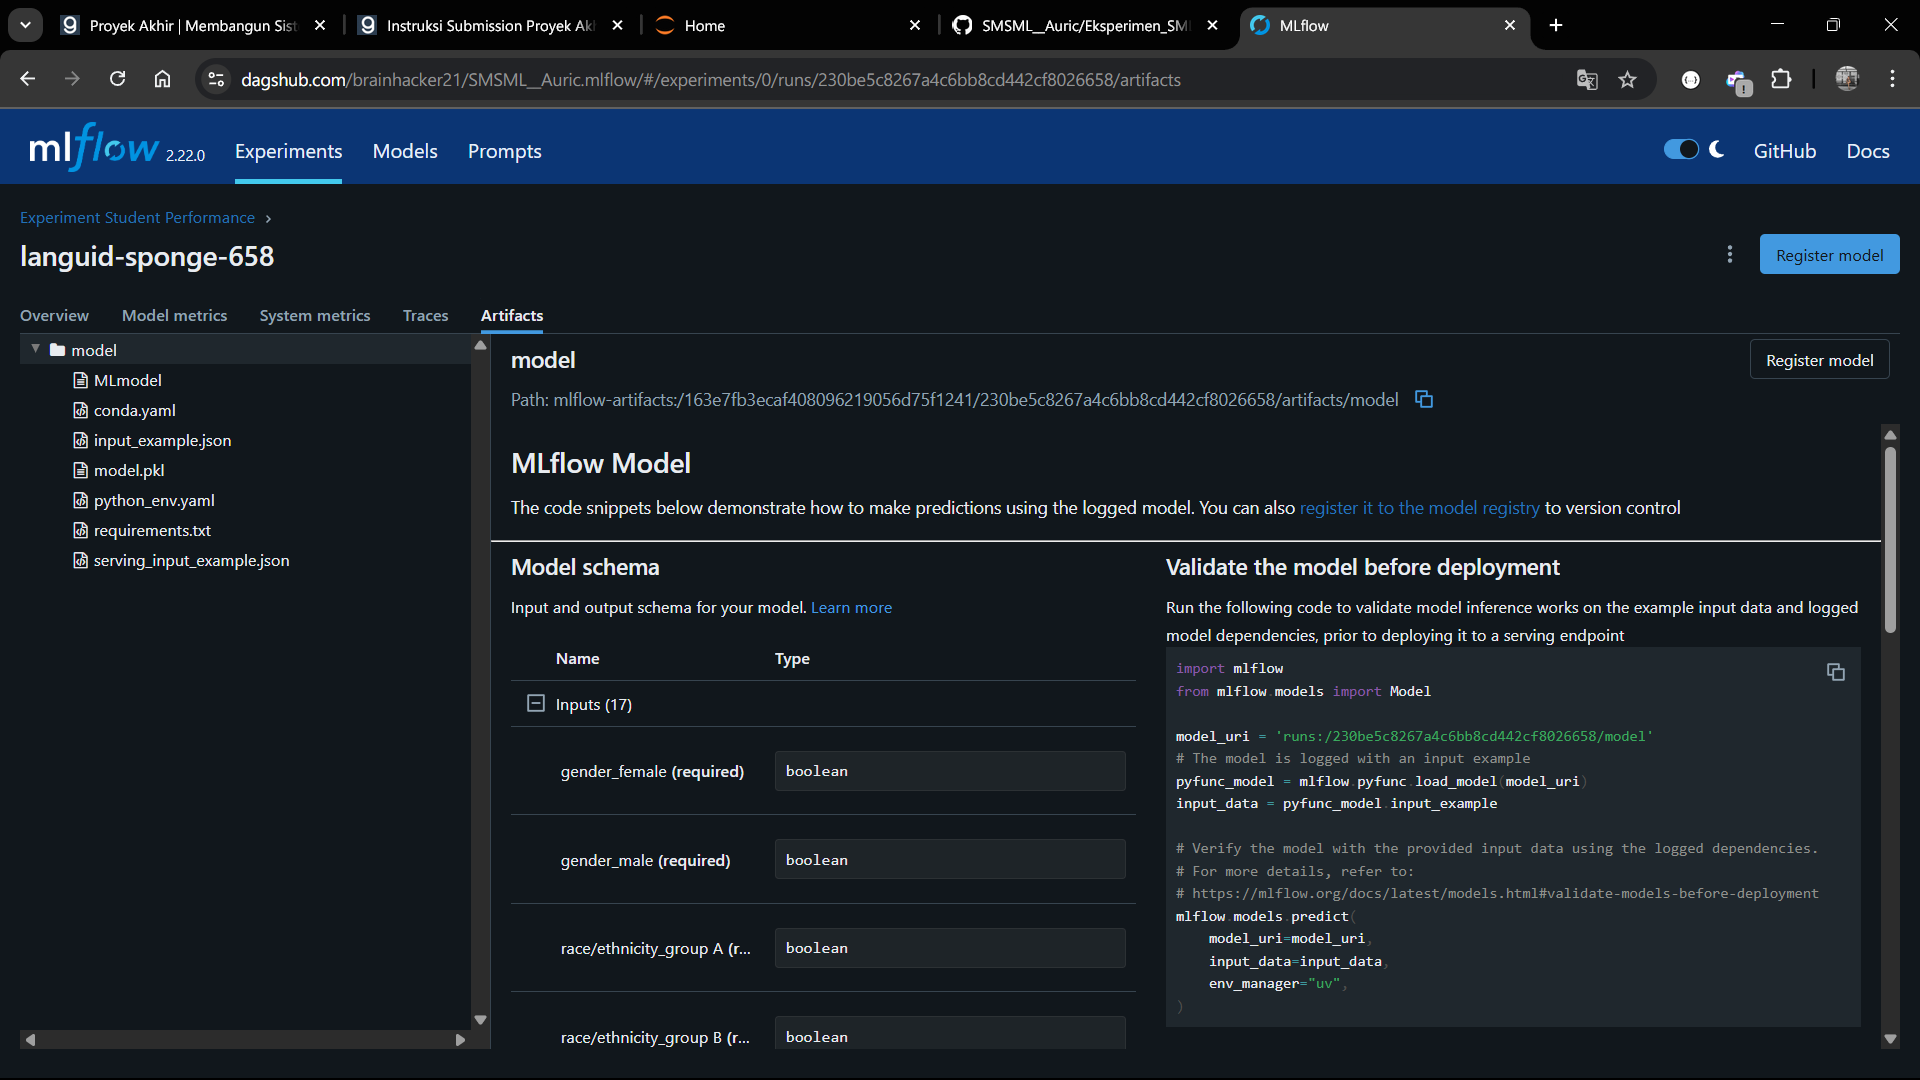 Proyek Akhir | Membangun Sist
Instruksi Submission Proyek Akh
Home
SMSML__Auric/Eksperimen_SM
MLflow
dagshub.com/brainhacker21/SMSML__Auric.mlflow/#/experiments/0/runs/230be5c8267a4c6bb8cd442cf8026658/artifacts
mlflow 2.22.0
Experiments
Models
Prompts
GitHub
Docs
Experiment Student Performance
languid-sponge-658
Register model
Overview
Model metrics
System metrics
Traces
Artifacts
model
MLmodel
conda.yaml
input_example.json
model.pkl
python_env.yaml
requirements.txt
serving_input_example.json
model
Register model
Path: mlflow-artifacts:/163e7fb3ecaf408096219056d75f1241/230be5c8267a4c6bb8cd442cf8026658/artifacts/model
MLflow Model
The code snippets below demonstrate how to make predictions using the logged model. You can also register it to the model registry to version control
Model schema
Input and output schema for your model. Learn more
Name Type
Inputs (17)
gender_female (required) boolean
gender_male (required) boolean
race/ethnicity_group A (r... boolean
race/ethnicity_group B (r... boolean
Validate the model before deployment
Run the following code to validate model inference works on the example input data and logged
model dependencies, prior to deploying it to a serving endpoint
import mlflow
from mlflow.models import Model
model_uri = 'runs:/230be5c8267a4c6bb8cd442cf8026658/model'
# The model is logged with an input example
pyfunc_model = mlflow.pyfunc.load_model(model_uri)
input_data = pyfunc_model.input_example
# Verify the model with the provided input data using the logged dependencies.
# For more details, refer to:
# https://mlflow.org/docs/latest/models.html#validate-models-before-deployment
mlflow.models.predict(
model_uri=model_uri,
input_data=input_data,
env_manager="uv",
)